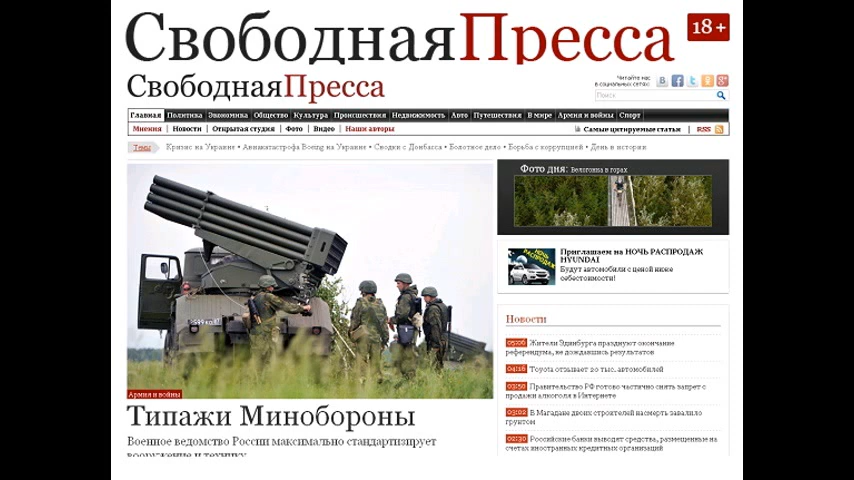 СвободнаяПресса
18+
СвободнаяПресса
Читайте нас
в социальных сетях:
Поиск
Главная Политика Экономика Общество Культура Происшествия Недвижимость Авто Путешествия В мире Армия и войны Спорт
Мнения • Новости • Открытая студия • Фото • Видео • Наши авторы
Самые цитируемые статьи | RSS
Темы Кризис на Украине • Авиакатастрофа Boeing на Украине • Сводки с Донбасса • Болотное дело • Борьба с коррупцией • День в истории
Фото дня: Велогонка в горах
НОЧЬ
РАСПРОДАЖ
Приглашаем на НОЧЬ РАСПРОДАЖ
HYUNDAI
Будут автомобили с ценой ниже
себестоимости!
Новости
05:06 Жители Эдинбурга празднуют окончание
референдума, не дождавшись результатов
04:16 Toyota отзывает 20 тыс. автомобилей
03:50 Правительство РФ готово частично снять запрет с
продажи алкоголя в Интернете
03:02 В Магадане двоих строителей насмерть завалило
грунтом
02:30 Российские банки выводят средства, размещенные на
счетах иностранных кредитных организаций
Армия и войны
Типажи Минобороны
Военное ведомство России максимально стандартизирует
вооружение и технику